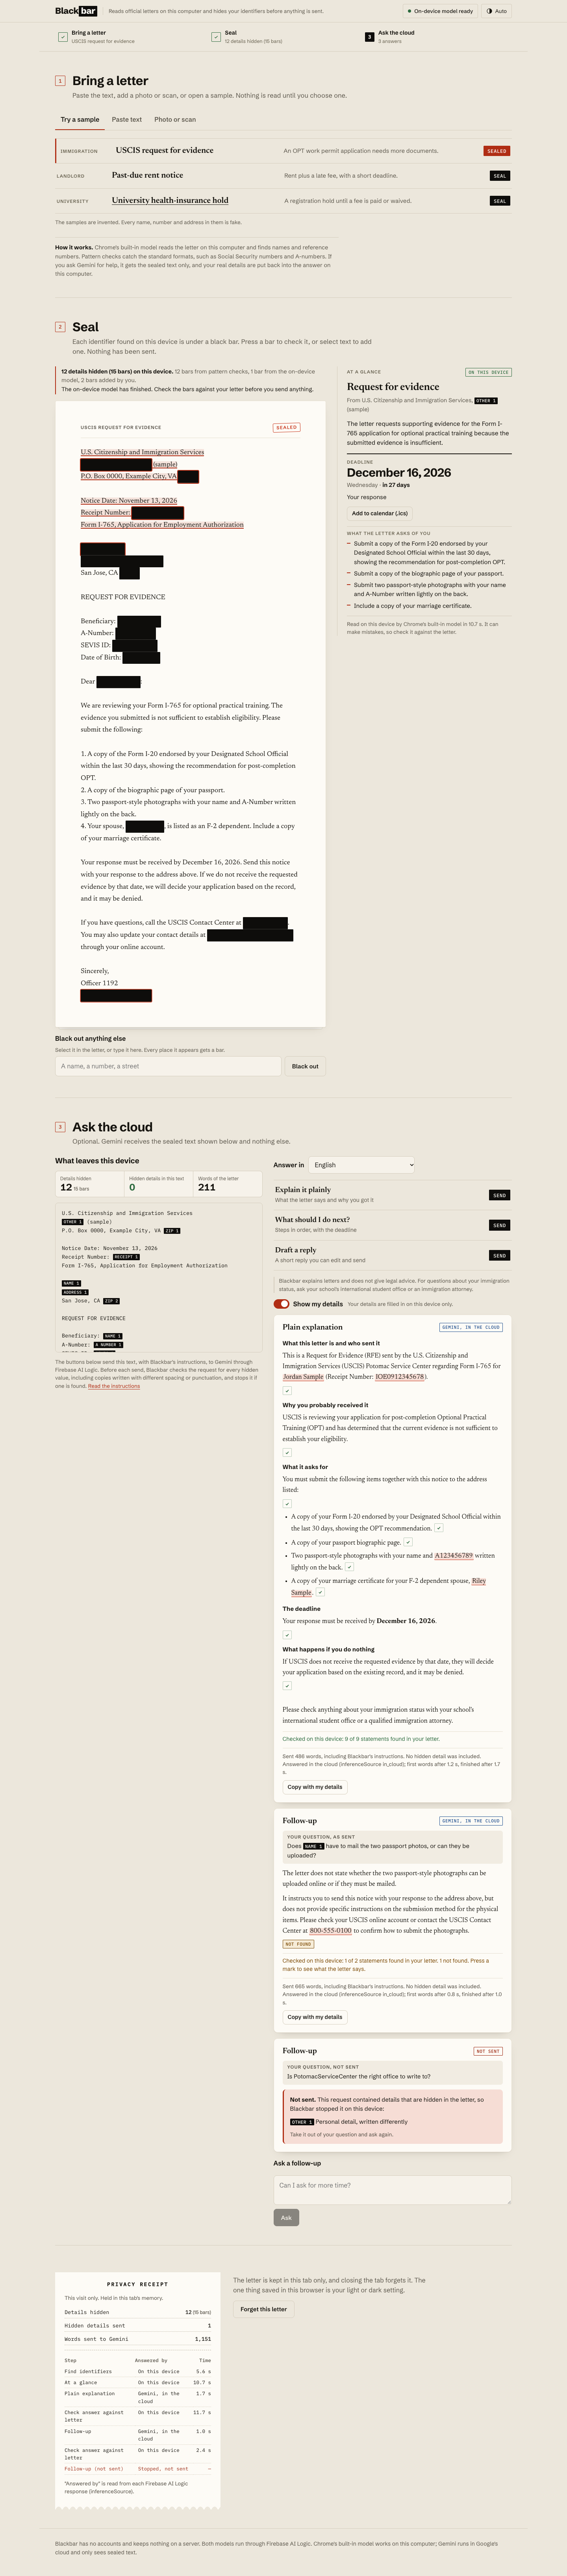 Blackbar
Reads official letters on this computer and hides your identifiers before anything is sent.
On-device model ready
Auto
Bring a letter
USCIS request for evidence
Seal
12 details hidden (15 bars)
3
Ask the cloud
3 answers
1
Bring a letter
Paste the text, add a photo or scan, or open a sample. Nothing is read until you choose one.
Try a sample
Paste text
Photo or scan
IMMIGRATION
USCIS request for evidence
An OPT work permit application needs more documents.
SEALED
LANDLORD
Past-due rent notice
Rent plus a late fee, with a short deadline.
SEAL
UNIVERSITY
University health-insurance hold
A registration hold until a fee is paid or waived.
SEAL
The samples are invented. Every name, number and address in them is fake.
How it works. Chrome's built-in model reads the letter on this computer and finds names and reference
numbers. Pattern checks catch the standard formats, such as Social Security numbers and A-numbers. If
you ask Gemini for help, it gets the sealed text only, and your real details are put back into the answer on
this computer.
2
Seal
Each identifier found on this device is under a black bar. Press a bar to check it, or select text to add
one. Nothing has been sent.
12 details hidden (15 bars) on this device. 12 bars from pattern checks, 1 bar from the on-device
model, 2 bars added by you.
The on-device model has finished. Check the bars against your letter before you send anything.
USCIS REQUEST FOR EVIDENCE
SEALED
U.S. Citizenship and Immigration Services
(sample)
P.O. Box 0000, Example City, VA
Notice Date: November 13, 2026
Receipt Number:
Form I-765, Application for Employment Authorization
San Jose, CA
REQUEST FOR EVIDENCE
Beneficiary:
A-Number:
SEVIS ID:
Date of Birth:
Dear :
We are reviewing your Form I-765 for optional practical training. The
evidence you submitted is not sufficient to establish eligibility. Please
submit the following:
1. A copy of the Form I-20 endorsed by your Designated School Official
within the last 30 days, showing the recommendation for post-completion
OPT.
2. A copy of the biographic page of your passport.
3. Two passport-style photographs with your name and A-Number written
lightly on the back.
4. Your spouse, , is listed as an F-2 dependent. Include a copy
of your marriage certificate.
Your response must be received by December 16, 2026. Send this notice
with your response to the address above. If we do not receive the requested
evidence by that date, we will decide your application based on the record,
and it may be denied.
If you have questions, call the USCIS Contact Center at .
You may also update your contact details at
through your online account.
Sincerely,
Officer 1192
AT A GLANCE
ON THIS DEVICE
Request for evidence
From U.S. Citizenship and Immigration Services, OTHER 1
(sample)
The letter requests supporting evidence for the Form I-
765 application for optional practical training because the
submitted evidence is insufficient.
DEADLINE
December 16, 2026
Wednesday · in 27 days
Your response
Add to calendar (.ics)
WHAT THE LETTER ASKS OF YOU
– Submit a copy of the Form I-20 endorsed by your
Designated School Official within the last 30 days,
showing the recommendation for post-completion OPT.
– Submit a copy of the biographic page of your passport.
– Submit two passport-style photographs with your name
and A-Number written lightly on the back.
– Include a copy of your marriage certificate.
Read on this device by Chrome's built-in model in 10.7 s. It can
make mistakes, so check it against the letter.
Black out anything else
Select it in the letter, or type it here. Every place it appears gets a bar.
A name, a number, a street
Black out
3
Ask the cloud
Optional. Gemini receives the sealed text shown below and nothing else.
What leaves this device
Details hidden
12 15 bars
Hidden details in this text
0
Words of the letter
211
U.S. Citizenship and Immigration Services
OTHER 1 (sample)
P.O. Box 0000, Example City, VA ZIP 1
Notice Date: November 13, 2026
Receipt Number: RECEIPT 1
Form I-765, Application for Employment Authorization
NAME 1
ADDRESS 1
San Jose, CA ZIP 2
REQUEST FOR EVIDENCE
Beneficiary: NAME 1
A-Number: A NUMBER 1
The buttons below send this text, with Blackbar's instructions, to Gemini through
Firebase AI Logic. Before each send, Blackbar checks the request for every hidden
value, including copies written with different spacing or punctuation, and stops it if
one is found. Read the instructions
Answer in
English
Explain it plainly
What the letter says and why you got it
SEND
What should I do next?
Steps in order, with the deadline
SEND
Draft a reply
A short reply you can edit and send
SEND
Blackbar explains letters and does not give legal advice. For questions about your immigration
status, ask your school's international student office or an immigration attorney.
Show my details
Your details are filled in on this device only.
Plain explanation
GEMINI, IN THE CLOUD
What this letter is and who sent it
This is a Request for Evidence (RFE) sent by the U.S. Citizenship and
Immigration Services (USCIS) Potomac Service Center regarding Form I-765 for
Jordan Sample (Receipt Number: IOE0912345678).
Why you probably received it
USCIS is reviewing your application for post-completion Optional Practical
Training (OPT) and has determined that the current evidence is not sufficient to
establish your eligibility.
What it asks for
You must submit the following items together with this notice to the address
listed:
• A copy of your Form I-20 endorsed by your Designated School Official within
the last 30 days, showing the OPT recommendation.
• A copy of your passport biographic page.
• Two passport-style photographs with your name and A123456789 written
lightly on the back.
• A copy of your marriage certificate for your F-2 dependent spouse, Riley
Sample.
The deadline
Your response must be received by December 16, 2026.
What happens if you do nothing
If USCIS does not receive the requested evidence by that date, they will decide
your application based on the existing record, and it may be denied.
Please check anything about your immigration status with your school's
international student office or a qualified immigration attorney.
Checked on this device: 9 of 9 statements found in your letter.
Sent 486 words, including Blackbar's instructions. No hidden detail was included.
Answered in the cloud (inferenceSource in_cloud); first words after 1.2 s, finished after 1.7
s.
Copy with my details
Follow-up
GEMINI, IN THE CLOUD
YOUR QUESTION, AS SENT
Does NAME 1 have to mail the two passport photos, or can they be
uploaded?
The letter does not state whether the two passport-style photographs can be
uploaded online or if they must be mailed.
It instructs you to send this notice with your response to the address above, but
does not provide specific instructions on the submission method for the physical
items. Please check your USCIS online account or contact the USCIS Contact
Center at 800-555-0100 to confirm how to submit the photographs.
NOT FOUND
Checked on this device: 1 of 2 statements found in your letter, 1 not found. Press a
mark to see what the letter says.
Sent 665 words, including Blackbar's instructions. No hidden detail was included.
Answered in the cloud (inferenceSource in_cloud); first words after 0.8 s, finished after 1.0
s.
Copy with my details
Follow-up
NOT SENT
YOUR QUESTION, NOT SENT
Is PotomacServiceCenter the right office to write to?
Not sent. This request contained details that are hidden in the letter, so
Blackbar stopped it on this device:
OTHER 1 Personal detail, written differently
Take it out of your question and ask again.
Ask a follow-up
Can I ask for more time?
Ask
PRIVACY RECEIPT
This visit only. Held in this tab's memory.
Details hidden 12 (15 bars)
Hidden details sent 1
Words sent to Gemini 1,151
Step Answered by Time
Find identifiers On this device 5.6 s
At a glance On this device 10.7 s
Plain explanation Gemini, in the cloud 1.7 s
Check answer against letter On this device 11.7 s
Follow-up Gemini, in the cloud 1.0 s
Check answer against letter On this device 2.4 s
Follow-up (not sent) Stopped, not sent —
"Answered by" is read from each Firebase AI Logic
response (inferenceSource).
The letter is kept in this tab only, and closing the tab forgets it. The
one thing saved in this browser is your light or dark setting.
Forget this letter
Blackbar has no accounts and keeps nothing on a server. Both models run through Firebase AI Logic. Chrome's built-in model works on this computer; Gemini runs in Google's
cloud and only sees sealed text.